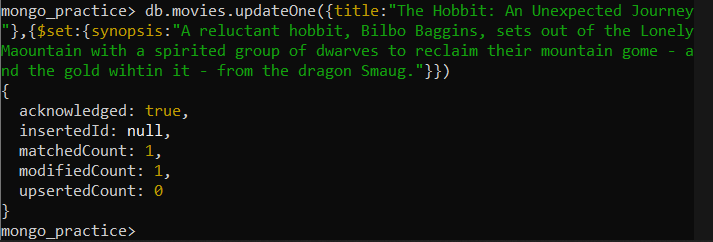 mongo_practice> db.movies.updateOne({title:"The Hobbit: An Unexpected Journey
"},{$set:{synopsis:"A reluctant hobbit, Bilbo Baggins, sets out of the Lonely
Maountain with a spirited group of dwarves to reclaim their mountain gome - a
nd the gold wihtin it - from the dragon Smaug."}})
{
  acknowledged: true,
  insertedId: null,
  matchedCount: 1,
  modifiedCount: 1,
  upsertedCount: 0
}
mongo_practice>